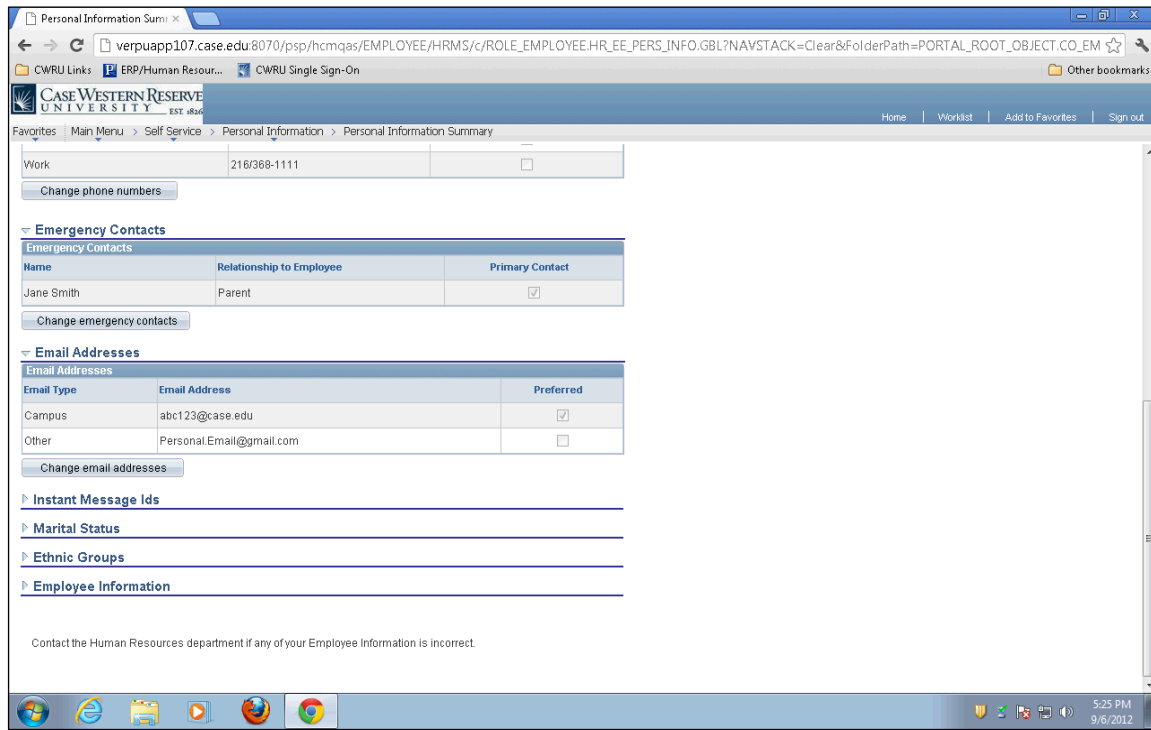 Personal Information Sum
verpuapp107.case.edu:8070/psp/hcmqas/EMPLOYEE/HRMS/c/ROLE_EMPLOYEE.HR_EE_PERS_INFO.GBL?NAVSTACK=Clear&FolderPath=PORTAL_ROOT_OBJECT.CO_EM
CWRU Links ERP/Human Resour... CWRU Single Sign-On Other bookmarks
CASE WESTERN RESERVE
UNIVERSITY EST. 1826
Home | Worklist | Add to Favorites | Sign out
Favorites Main Menu > Self Service > Personal Information > Personal Information Summary
Work 216/368-1111
Change phone numbers
Emergency Contacts
Emergency Contacts
Name Relationship to Employee Primary Contact
Jane Smith Parent
Change emergency contacts
Email Addresses
Email Addresses
Email Type Email Address Preferred
Campus abc123@case.edu
Other Personal.Email@gmail.com
Change email addresses
Instant Message Ids
Marital Status
Ethnic Groups
Employee Information
Contact the Human Resources department if any of your Employee Information is incorrect.
5:25 PM
9/6/2012